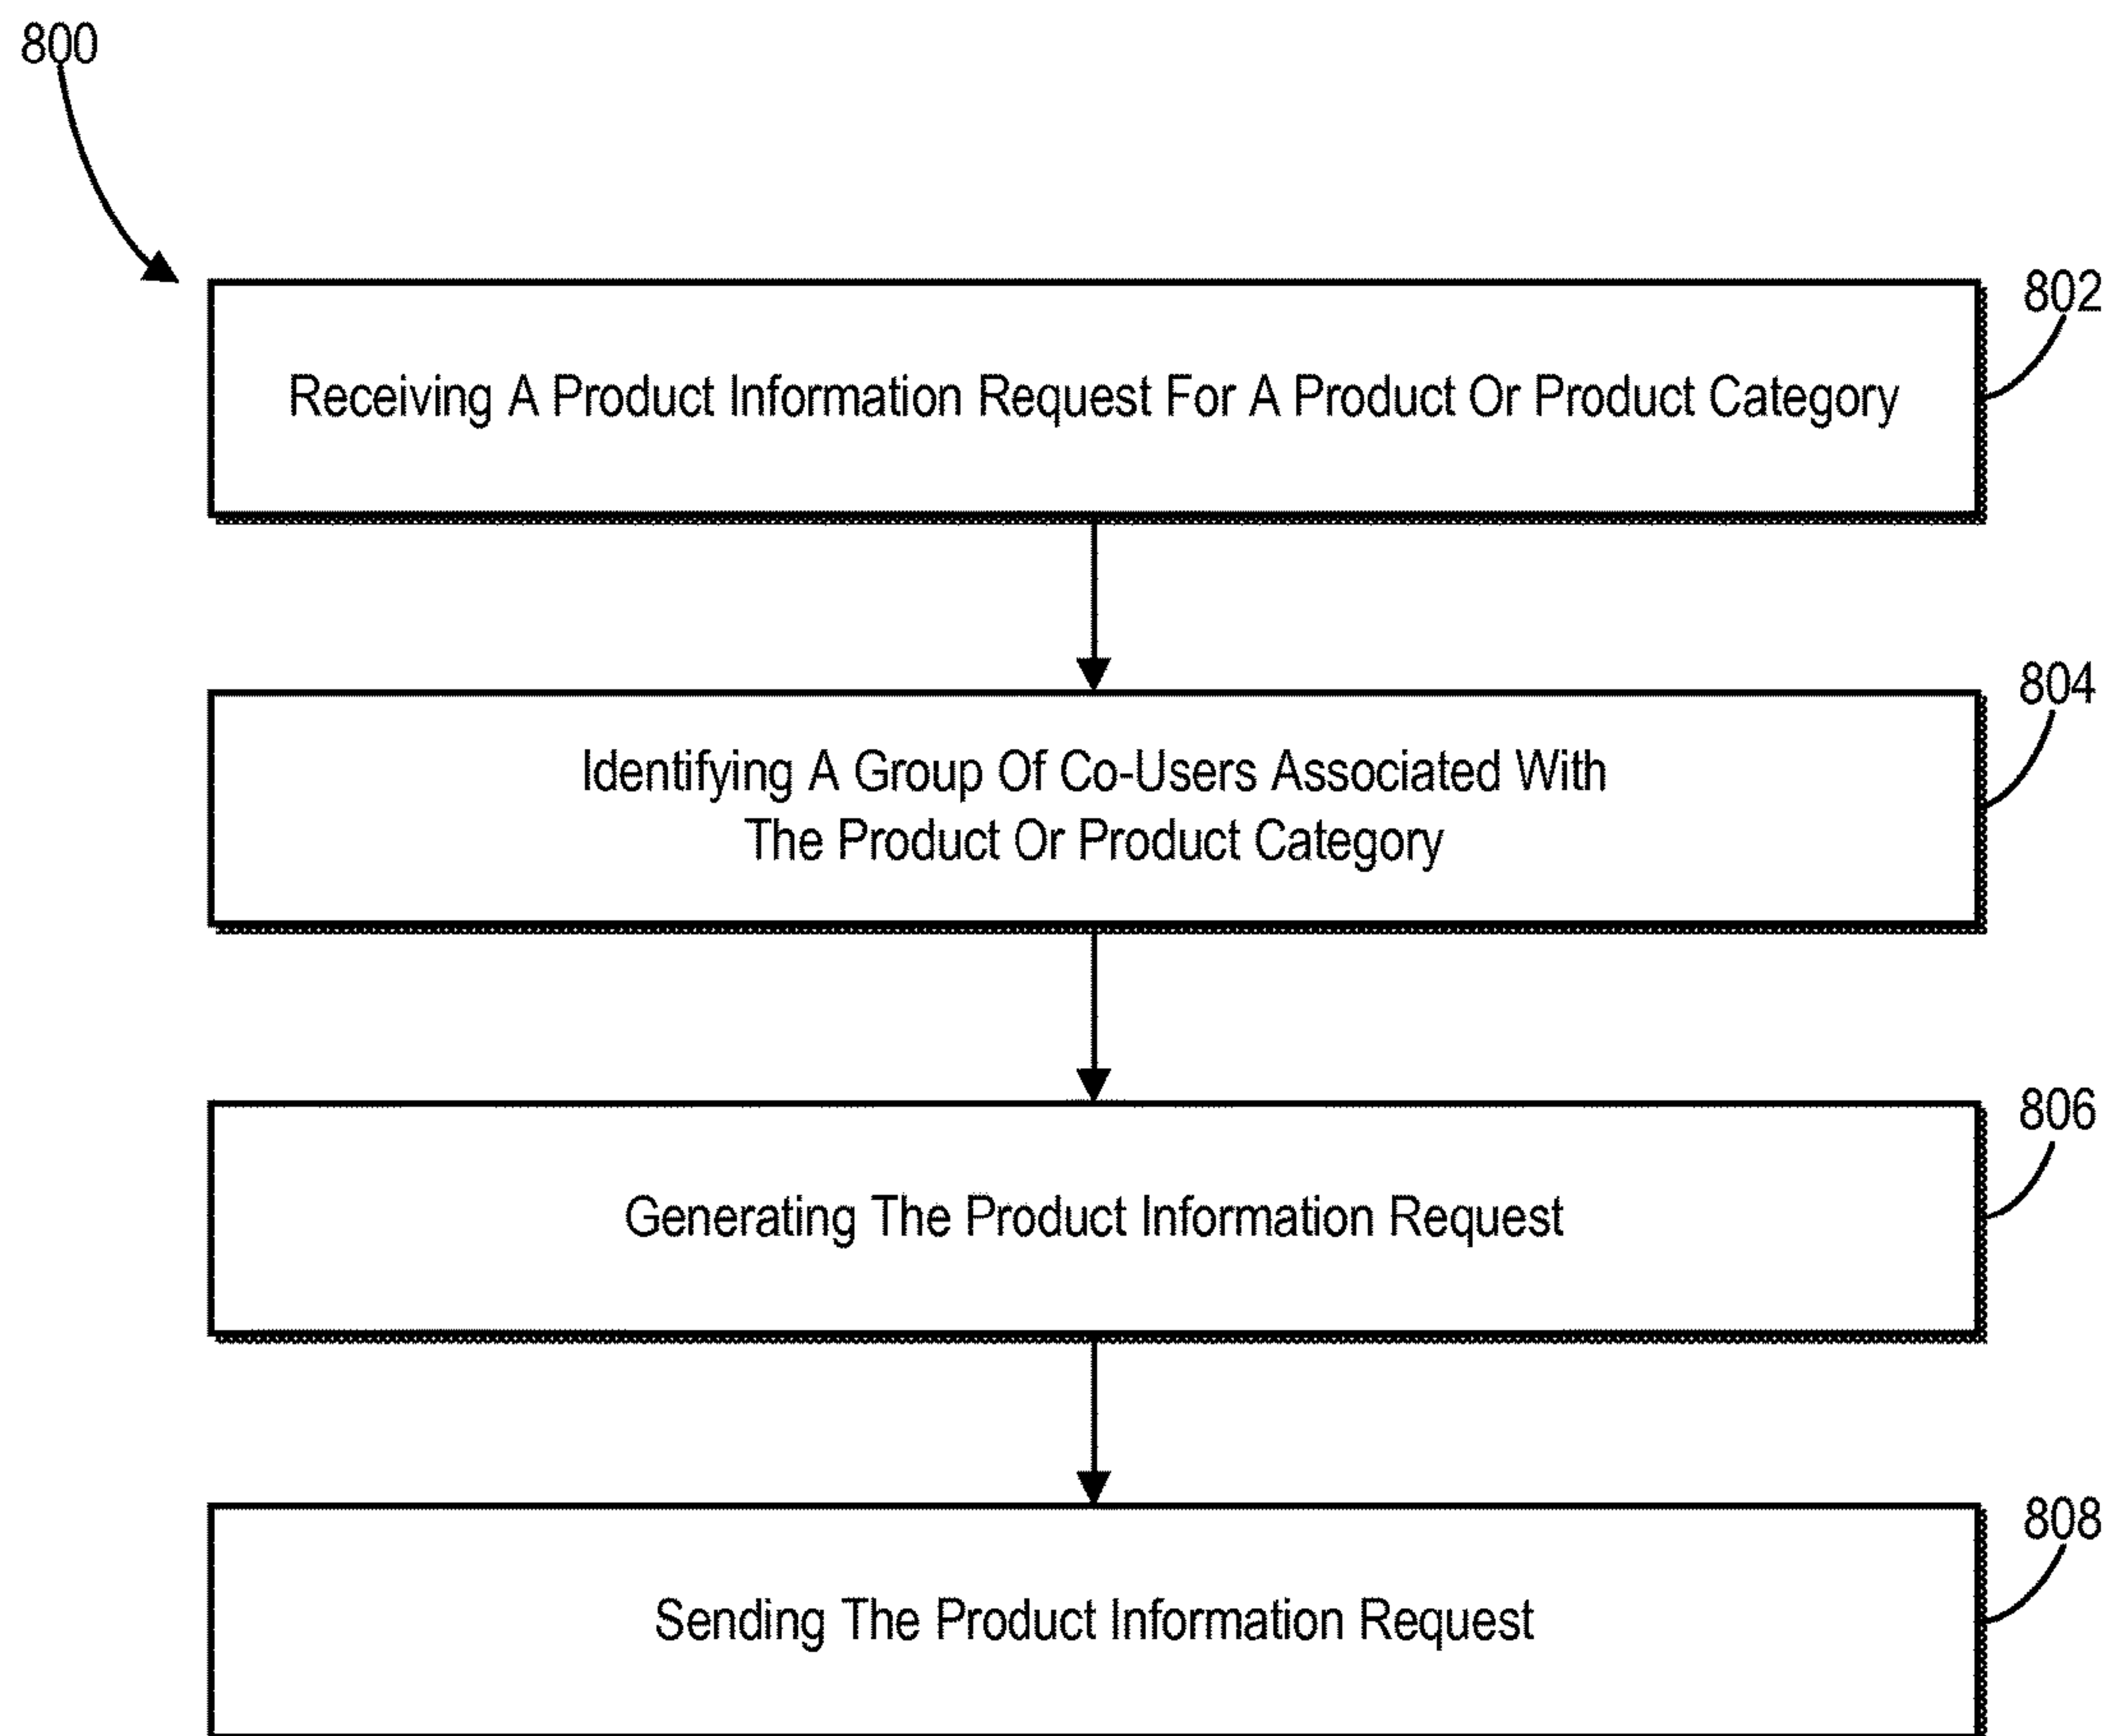 800
802
Receiving A Product Information Request For A Product Or Product Category
804
Identifying A Group Of Co-Users Associated With
The Product Or Product Category
806
Generating The Product Information Request
808
Sending The Product Information Request